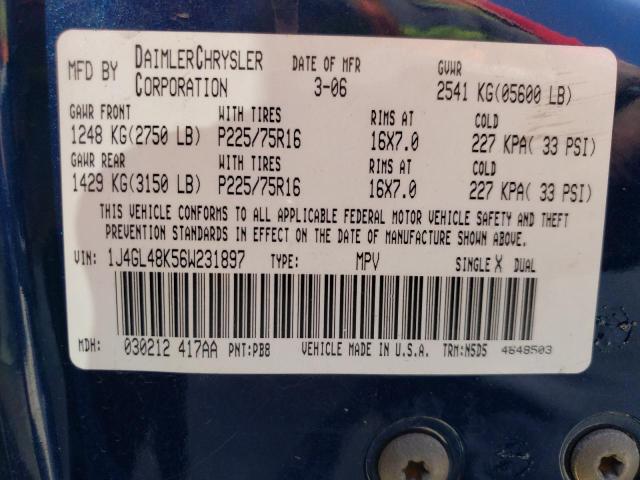 MFD BY DAIMLERCHRYSLER CORPORATION DATE OF MFR 3-06 GVWR 2541 KG(05600 LB)
GAWR FRONT WITH TIRES RIMS AT COLD
1248 KG(2750 LB) P225/75R16 16X7.0 227 KPA( 33 PSI)
GAWR REAR WITH TIRES RIMS AT COLD
1429 KG(3150 LB) P225/75R16 16X7.0 227 KPA( 33 PSI)
THIS VEHICLE CONFORMS TO ALL APPLICABLE FEDERAL MOTOR VEHICLE SAFETY AND THEFT
PREVENTION STANDARDS IN EFFECT ON THE DATE OF MANUFACTURE SHOWN ABOVE.
VIN: 1J4GL48K56W231897 TYPE: MPV SINGLE X DUAL
MDH: 030212 417AA PNT:PB8 VEHICLE MADE IN U.S.A. TRM:N5D5 4648503